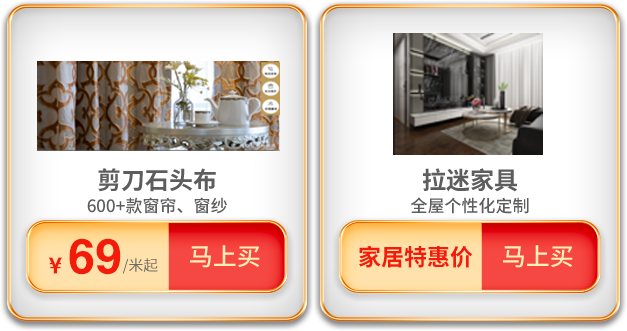 剪刀石头布
600+款窗帘、窗纱
¥69/米起
马上买
拉迷家具
全屋个性化定制
家居特惠价
马上买